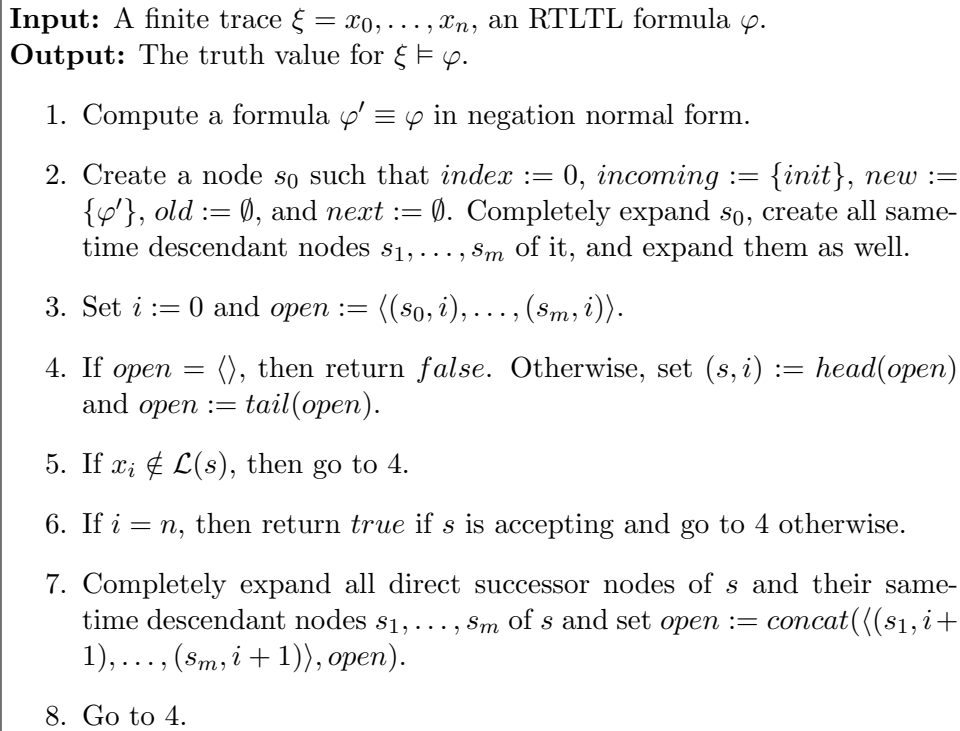 Input: A finite trace ξ = x₀, . . . , xₙ, an RTLTL formula φ.
Output: The truth value for ξ ⊨ φ.
1. Compute a formula φ′ ≡ φ in negation normal form.
2. Create a node s₀ such that index := 0, incoming := {init}, new :=
{φ′}, old := ∅, and next := ∅. Completely expand s₀, create all same-
time descendant nodes s₁, . . . , sₘ of it, and expand them as well.
3. Set i := 0 and open := ⟨(s₀, i), . . . , (sₘ, i)⟩.
4. If open = ⟨⟩, then return false. Otherwise, set (s, i) := head(open)
and open := tail(open).
5. If xᵢ ∉ ℒ(s), then go to 4.
6. If i = n, then return true if s is accepting and go to 4 otherwise.
7. Completely expand all direct successor nodes of s and their same-
time descendant nodes s₁, . . . , sₘ of s and set open := concat(⟨(s₁, i+
1), . . . , (sₘ, i + 1)⟩, open).
8. Go to 4.